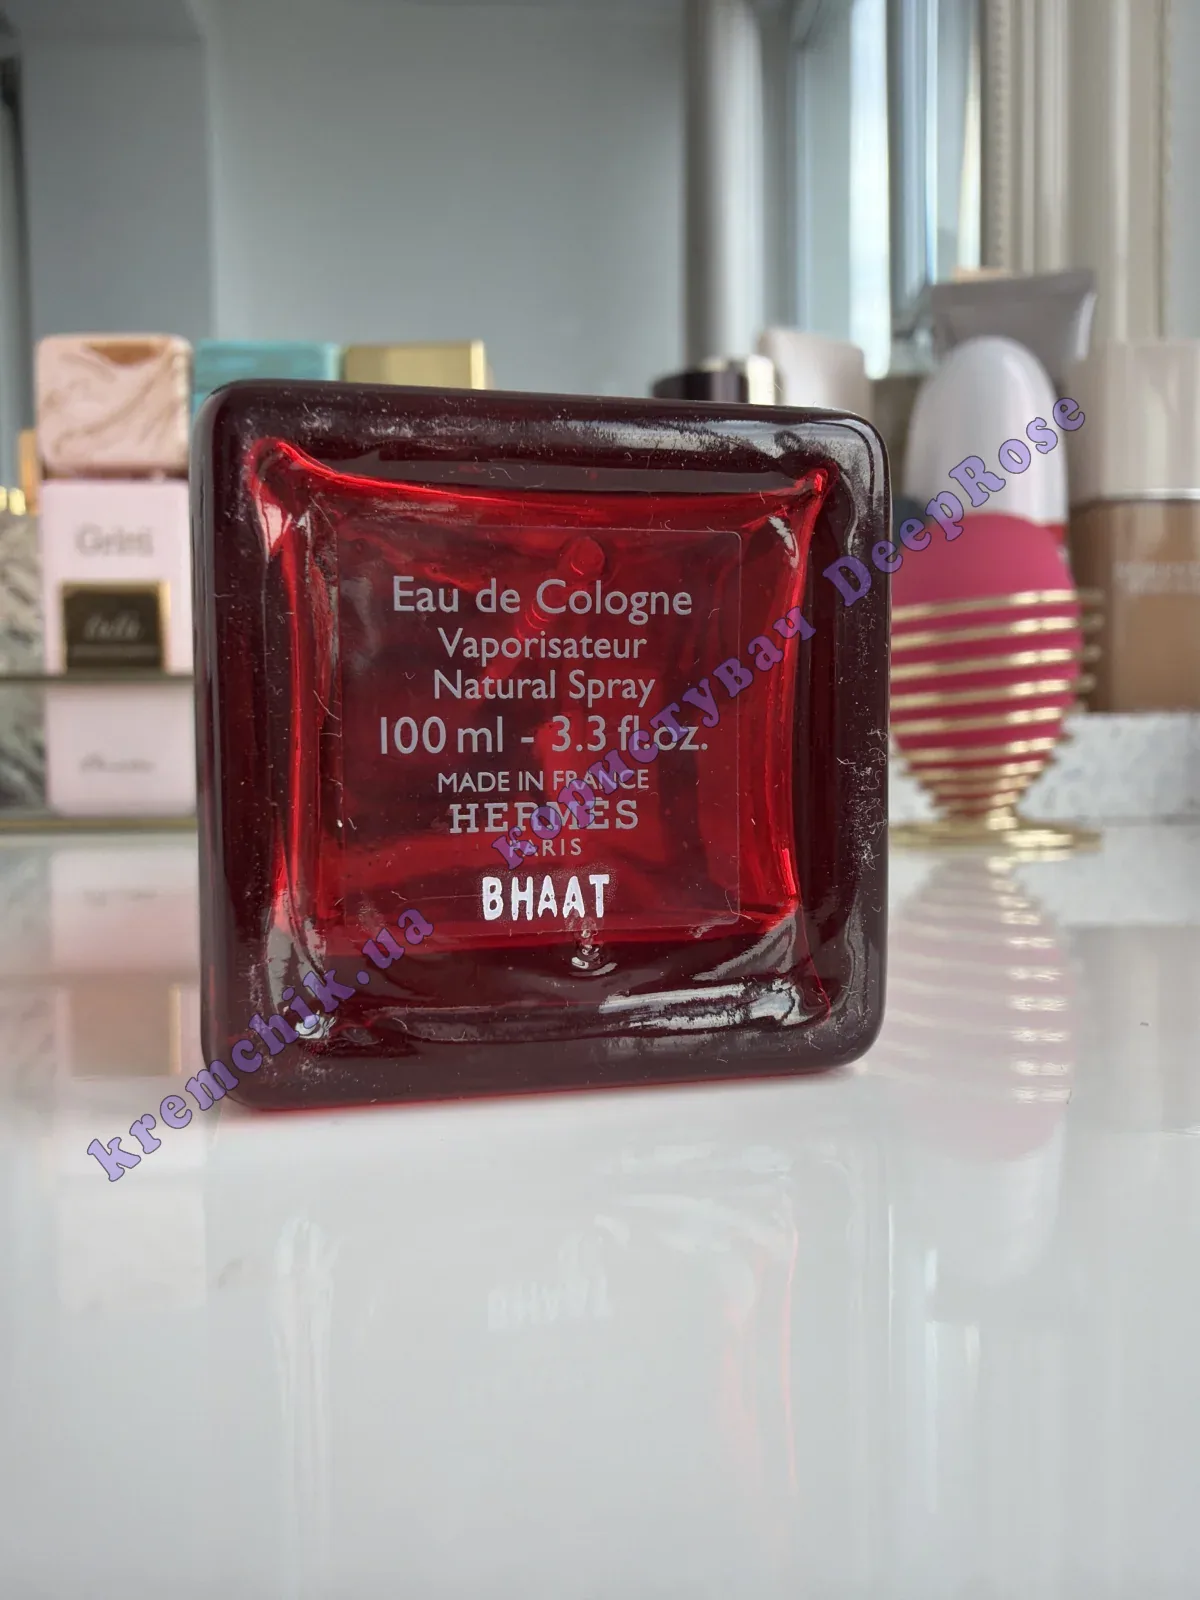 Eau de Cologne
Vaporisateur
Natural Spray
100 ml - 3.3 fl.oz.
MADE IN FRANCE
HERMÈS
PARIS
BHAAT
kremchik.ua користувач DeepRose